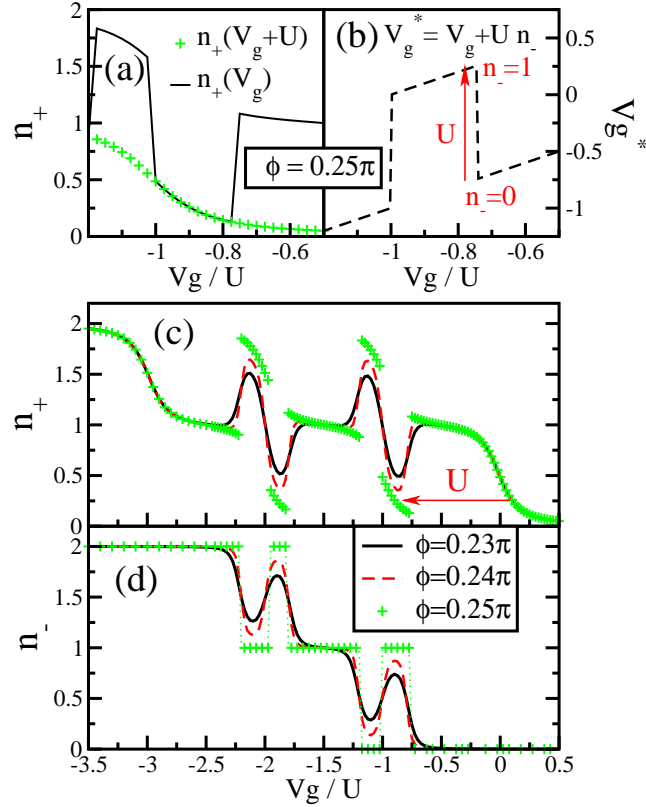 2
1.5
1
0.5
0
n+
n+(Vg+U)
n+(Vg)
(a)
ϕ = 0.25π
-1 -0.8 -0.6
Vg / U
(b) Vg* = Vg+U n-
n-=1
U
n-=0
0.5
0
-0.5
-1
Vg*
-1 -0.8 -0.6
Vg / U
(c)
2
1.5
1
0.5
0
n+
U
(d)
2
1.5
1
0.5
0
n-
ϕ=0.23π
ϕ=0.24π
ϕ=0.25π
-3.5 -3 -2.5 -2 -1.5 -1 -0.5 0 0.5
Vg / U